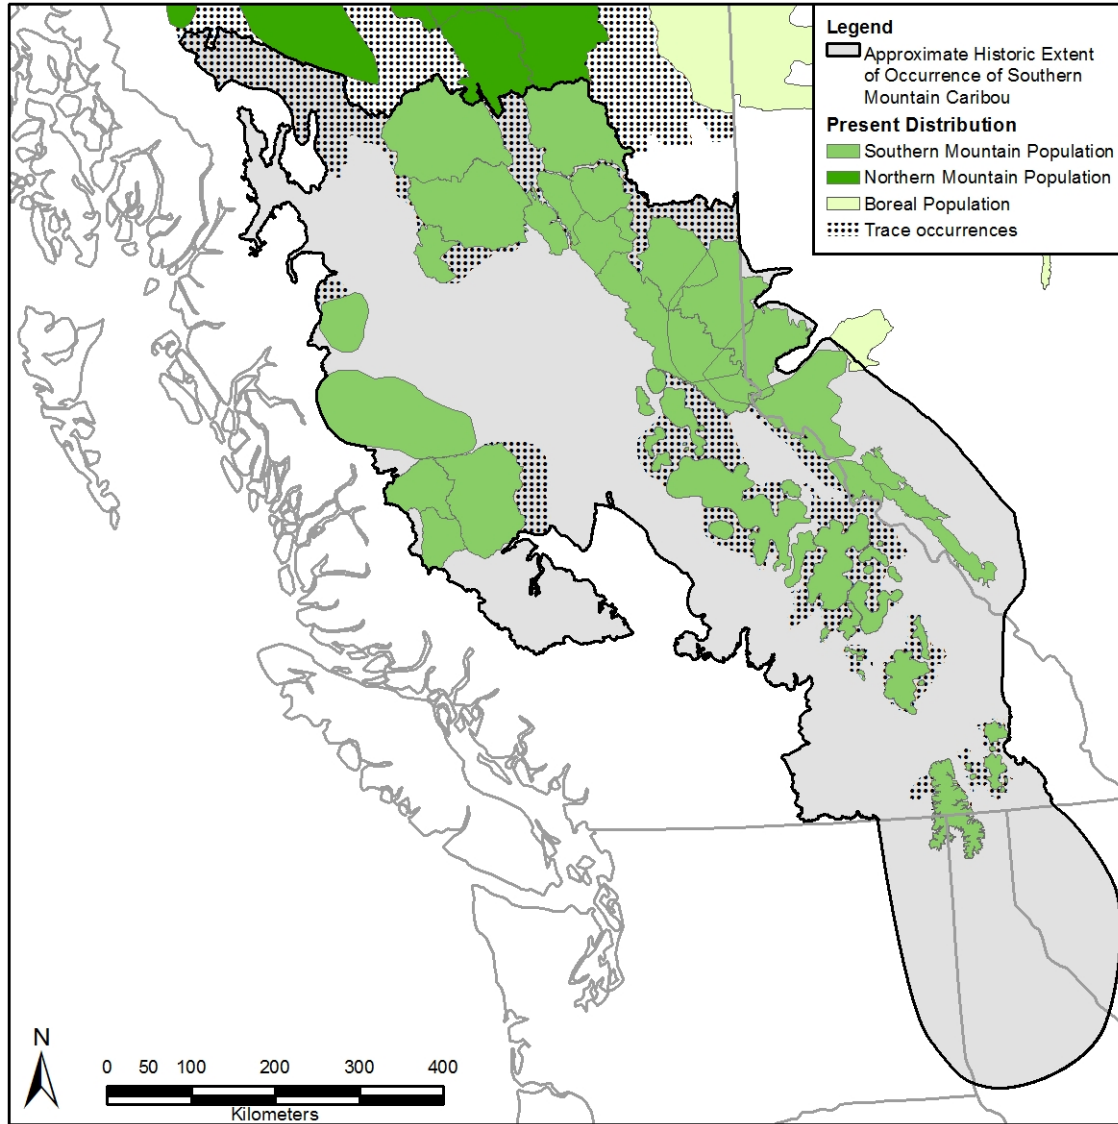 Legend
Approximate Historic Extent
of Occurrence of Southern
Mountain Caribou
Present Distribution
Southern Mountain Population
Northern Mountain Population
Boreal Population
Trace occurrences
N
0 50 100 200 300 400
Kilometers